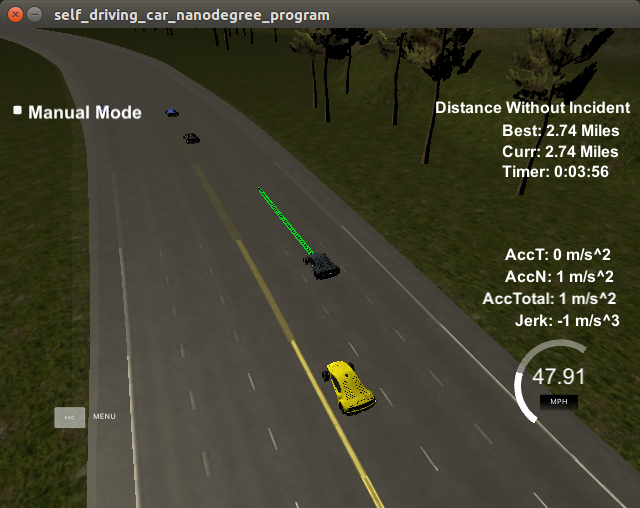 self_driving_car_nanodegree_program
Manual Mode
Distance Without Incident
Best: 2.74 Miles
Curr: 2.74 Miles
Timer: 0:03:56
AccT: 0 m/s^2
AccN: 1 m/s^2
AccTotal: 1 m/s^2
Jerk: -1 m/s^3
47.91
MPH
ESC MENU